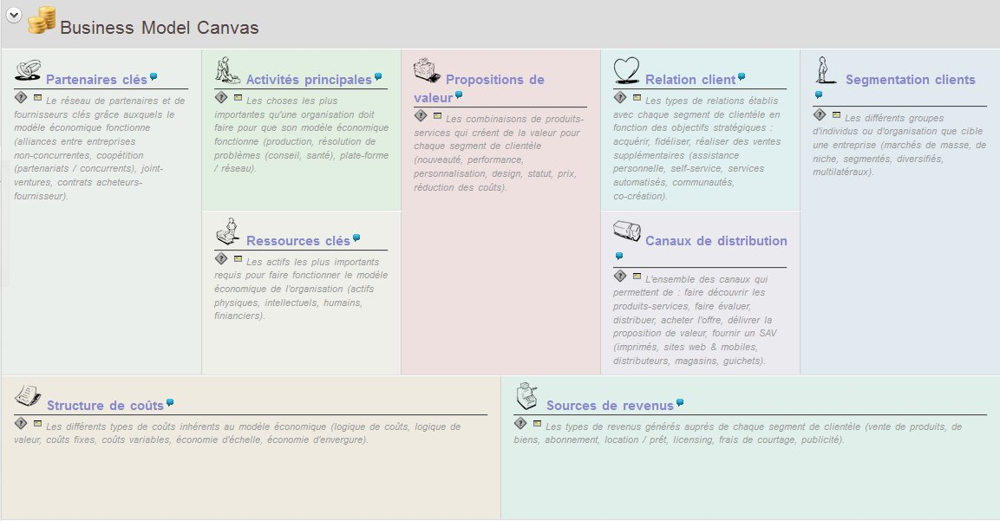 Business Model Canvas
Partenaires clés
Le réseau de partenaires et de
fournisseurs clés grâce auxquels le
modèle économique fonctionne
(alliances entre entreprises
non-concurrentes, coopétition
(partenariats / concurrents), joint-
ventures, contrats acheteurs-
fournisseur).
Activités principales
Les choses les plus
importantes qu'une organisation doit
faire pour que son modèle économique
fonctionne (production, résolution de
problèmes (conseil, santé), plate-forme
/ réseau).
Ressources clés
Les actifs les plus importants
requis pour faire fonctionner le modèle
économique de l'organisation (actifs
physiques, intellectuels, humains,
finianciers).
Propositions de
valeur
Les combinaisons de produits-
services qui créent de la valeur pour
chaque segment de clientèle
(nouveauté, performance,
personnalisation, design, statut, prix,
réduction des coûts).
Relation client
Les types de relations établis
avec chaque segment de clientèle en
fonction des objectifs stratégiques :
acquérir, fidéliser, réaliser des ventes
supplémentaires (assistance
personnelle, self-service, services
automatisés, communautés,
co-création).
Canaux de distribution
L'ensemble des canaux qui
permettent de : faire découvrir les
produits-services, faire évaluer,
distribuer, acheter l'offre, délivrer la
proposition de valeur, fournir un SAV
(imprimés, sites web & mobiles,
distributeurs, magasins, guichets).
Segmentation clients
Les différents groupes
d'individus ou d'organisation que cible
une entreprise (marchés de masse, de
niche, segmentés, diversifiés,
multilatéraux).
Structure de coûts
Les différents types de coûts inhérents au modèle économique (logique de coûts, logique de
valeur, coûts fixes, coûts variables, économie d'échelle, économie d'envergure).
Sources de revenus
Les types de revenus générés auprès de chaque segment de clientèle (vente de produits, de
biens, abonnement, location / prêt, licensing, frais de courtage, publicité).